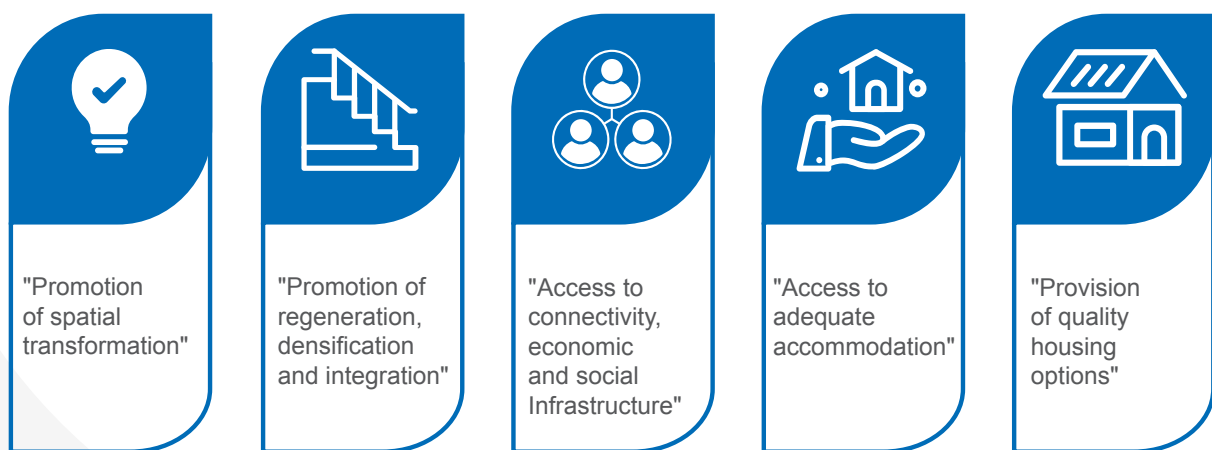 "Promotion
of spatial
transformation"
"Promotion of
regeneration,
densification
and integration"
"Access to
connectivity,
economic
and social
Infrastructure"
"Access to
adequate
accommodation"
"Provision
of quality
housing
options"